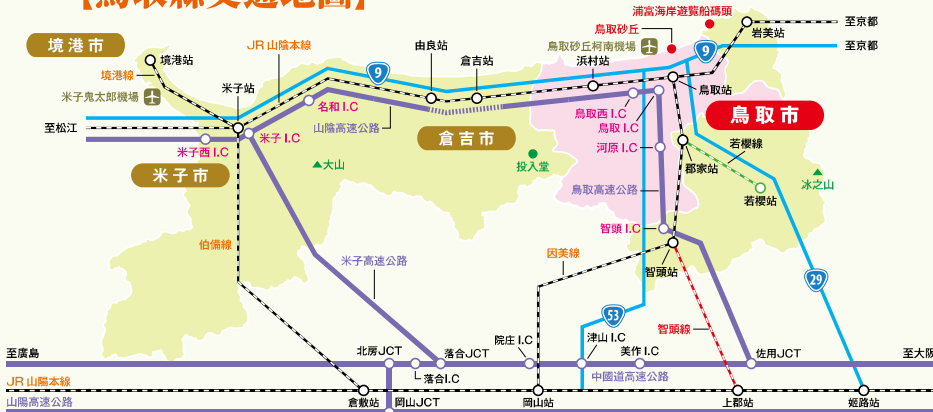 【鳥取縣交通地圖】
浦富海岸遊覧船碼頭
鳥取砂丘
岩美站
至京都
境港市
JR 山陰本線
由良站
倉吉站
鳥取砂丘柯南機場
9
至京都
境港站
浜村站
境港線
9
米子站
鳥取站
米子鬼太郎機場
名和 I.C
鳥取西 I.C
鳥取市
至松江
山陰高速公路
鳥取 I.C
米子 I.C
倉吉市
米子西 I.C
河原 I.C
若櫻線
米子市
大山
投入堂
郡家站
冰之山
鳥取高速公路
若櫻站
智頭 I.C
伯備線
因美線
米子高速公路
智頭站
29
53
智頭線
至廣島
北房JCT
落合JCT
院庄 I.C
津山 I.C
美作 I.C
佐用JCT
至大阪
落合I.C
中國道高速公路
JR 山陽本線
山陽高速公路
倉敷站
岡山JCT
岡山站
上郡站
姬路站